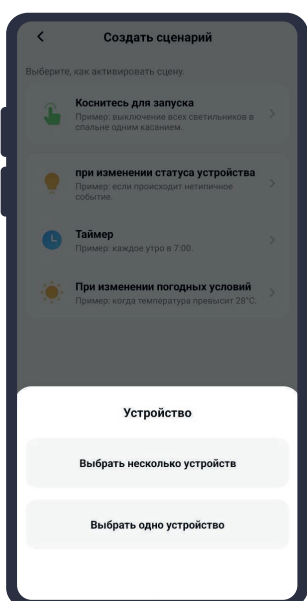 Создать сценарий
Выберите, как активировать сцену.
Коснитесь для запуска
Пример: выключение всех светильников в
спальне одним касанием.
при изменении статуса устройства
Пример: если происходит нетипичное
событие.
Таймер
Пример: каждое утро в 7:00.
При изменении погодных условий
Пример: когда температура превысит 28°C.
Устройство
Выбрать несколько устройств
Выбрать одно устройство